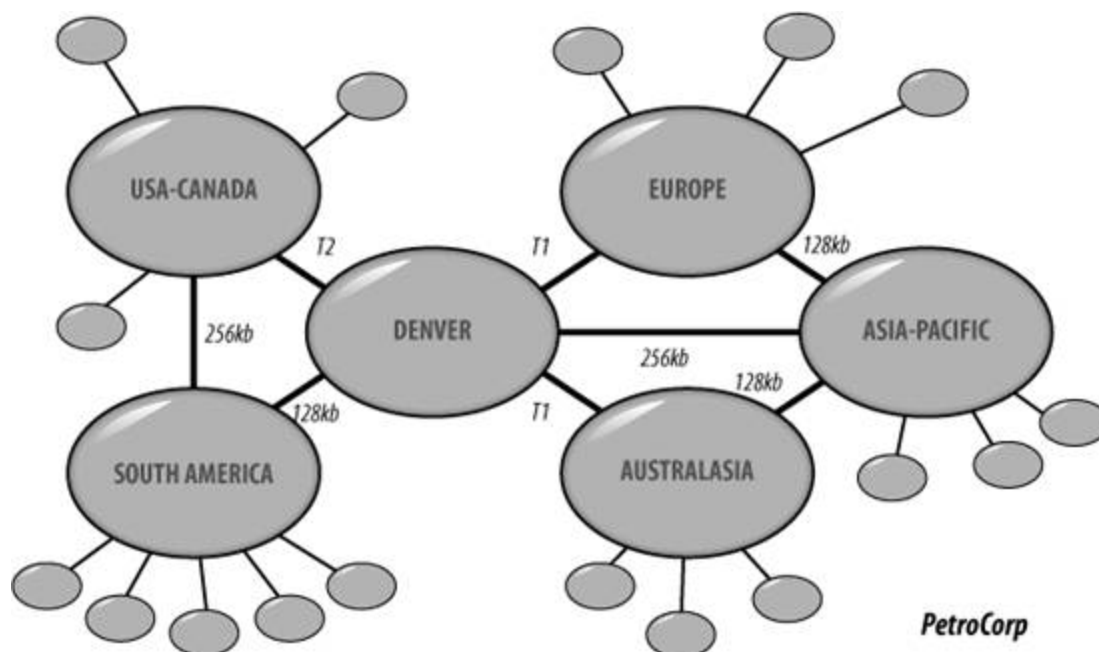 USA-CANADA
EUROPE
T2
T1
128kb
DENVER
ASIA-PACIFIC
256kb
256kb
128kb
128kb
T1
SOUTH AMERICA
AUSTRALASIA
PetroCorp